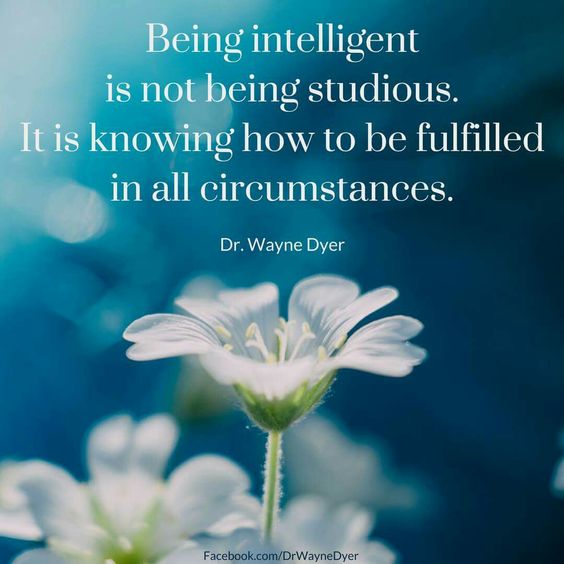 Being intelligent
is not being studious.
It is knowing how to be fulfilled
in all circumstances.
Dr. Wayne Dyer
Facebook.com/DrWayneDyer